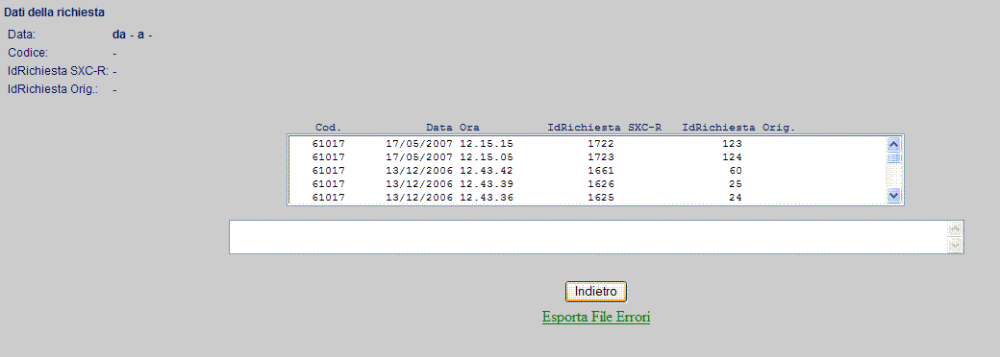 Dati della richiesta
Data: da - a -
Codice: -
IdRichiesta SXC-R: -
IdRichiesta Orig.: -
Cod. Data Ora IdRichiesta SXC-R IdRichiesta Orig.
61017 17/05/2007 12.15.15 1722 123
61017 17/05/2007 12.15.05 1723 124
61017 13/12/2006 12.43.42 1661 60
61017 13/12/2006 12.43.39 1626 25
61017 13/12/2006 12.43.36 1625 24
Indietro
Esporta File Errori